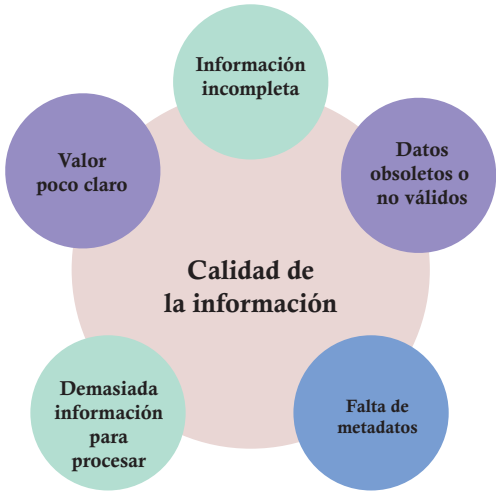 Información
incompleta
Valor
poco claro
Datos
obsoletos o
no válidos
Calidad de
la información
Demasiada
información
para
procesar
Falta de
metadatos